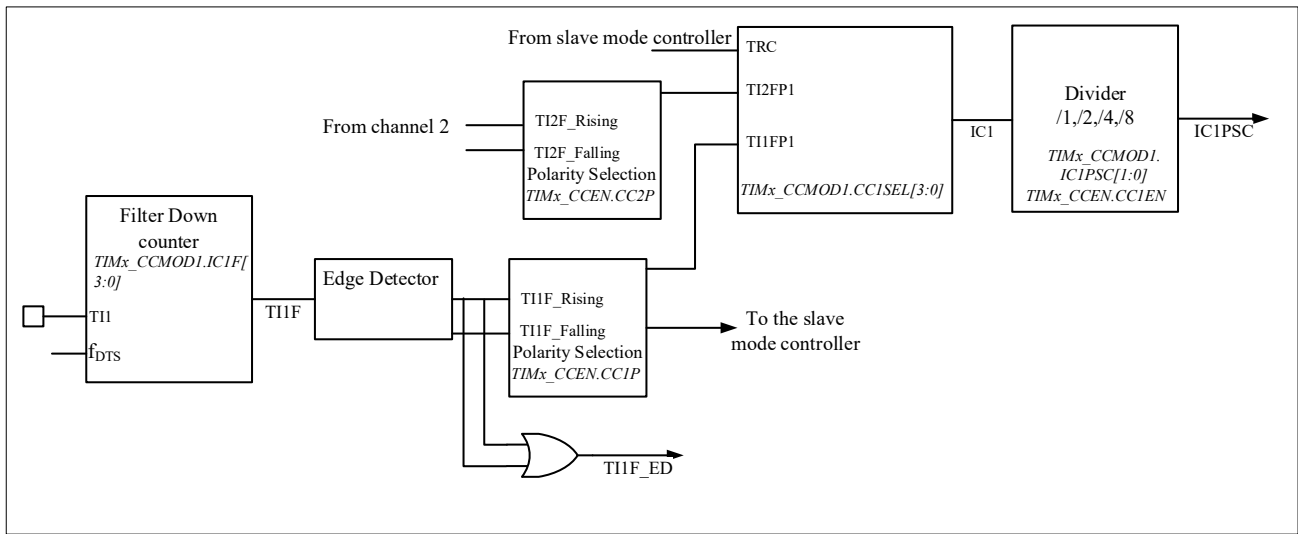 From slave mode controller
TRC
TI2FP1
TI1FP1
TIMx_CCMOD1.CC1SEL[3:0]
IC1
Divider
/1,/2,/4,/8
TIMx_CCMOD1.
IC1PSC[1:0]
TIMx_CCEN.CC1EN
IC1PSC
From channel 2
TI2F_Rising
TI2F_Falling
Polarity Selection
TIMx_CCEN.CC2P
Filter Down
counter
TIMx_CCMOD1.IC1F[
3:0]
TI1
fDTS
TI1F
Edge Detector
TI1F_Rising
TI1F_Falling
Polarity Selection
TIMx_CCEN.CC1P
To the slave
mode controller
TI1F_ED